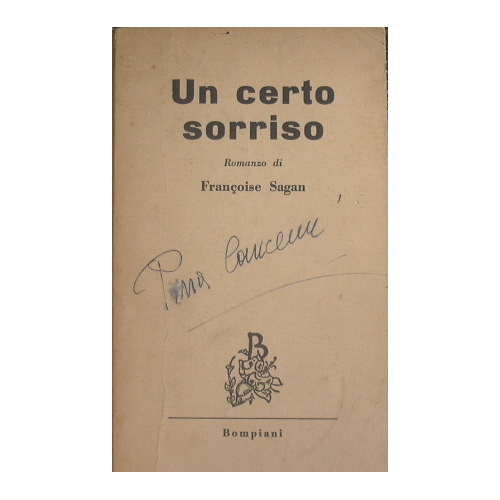 Un certo
sorriso
Romanzo di
Françoise Sagan
B
Bompiani